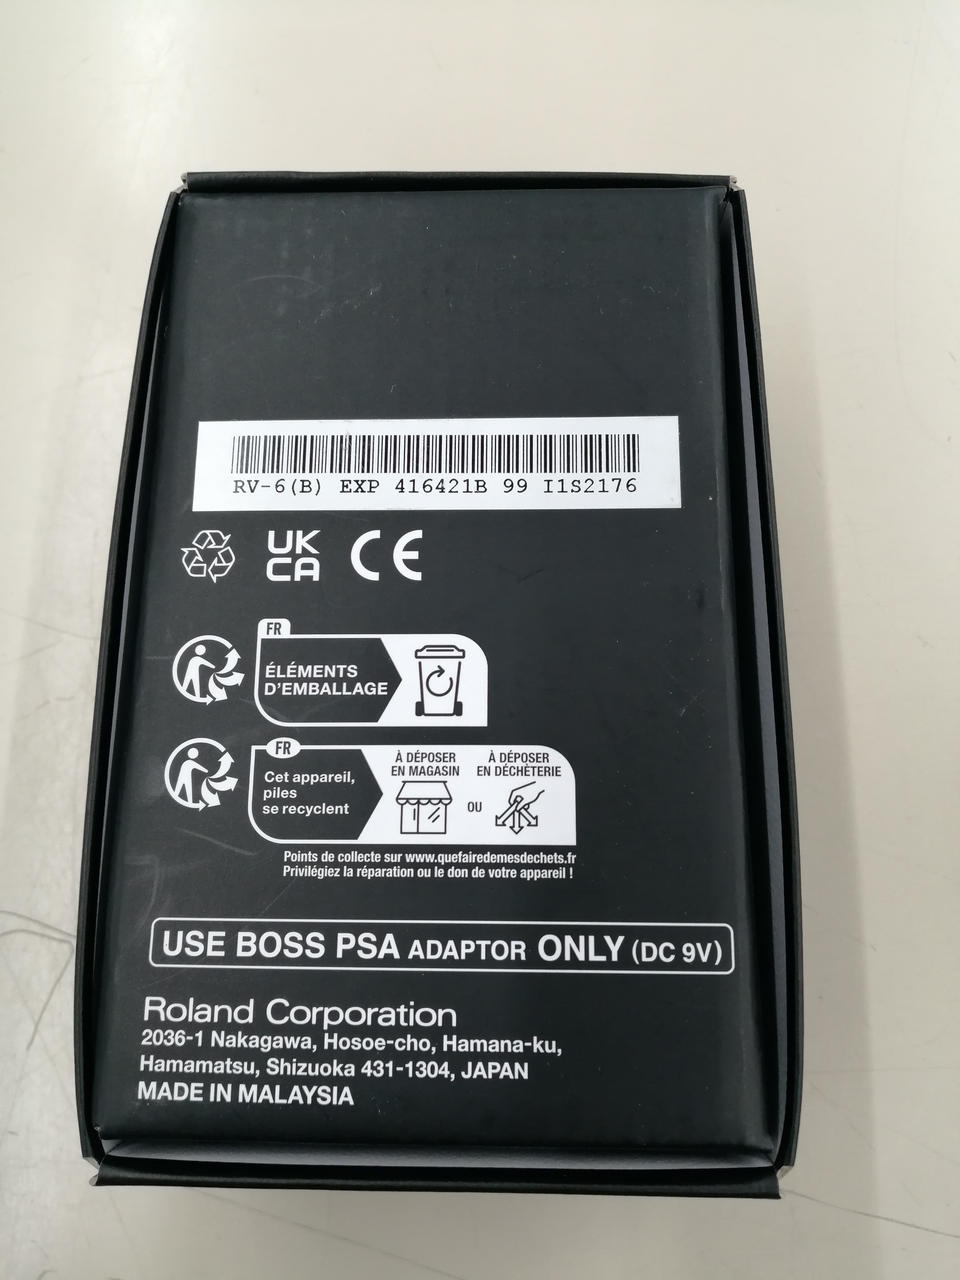 RV-6(B) EXP 416421B 99 I1S2176
UK
CA CE
FR
ÉLÉMENTS
D'EMBALLAGE
FR
Cet appareil,
piles
se recyclent
À DÉPOSER
EN MAGASIN
OU
À DÉPOSER
EN DÉCHÈTERIE
Points de collecte sur www.quefairedemesdechets.fr
Privilégiez la réparation ou le don de votre appareil !
USE BOSS PSA ADAPTOR ONLY (DC 9V)
Roland Corporation
2036-1 Nakagawa, Hosoe-cho, Hamana-ku,
Hamamatsu, Shizuoka 431-1304, JAPAN
MADE IN MALAYSIA